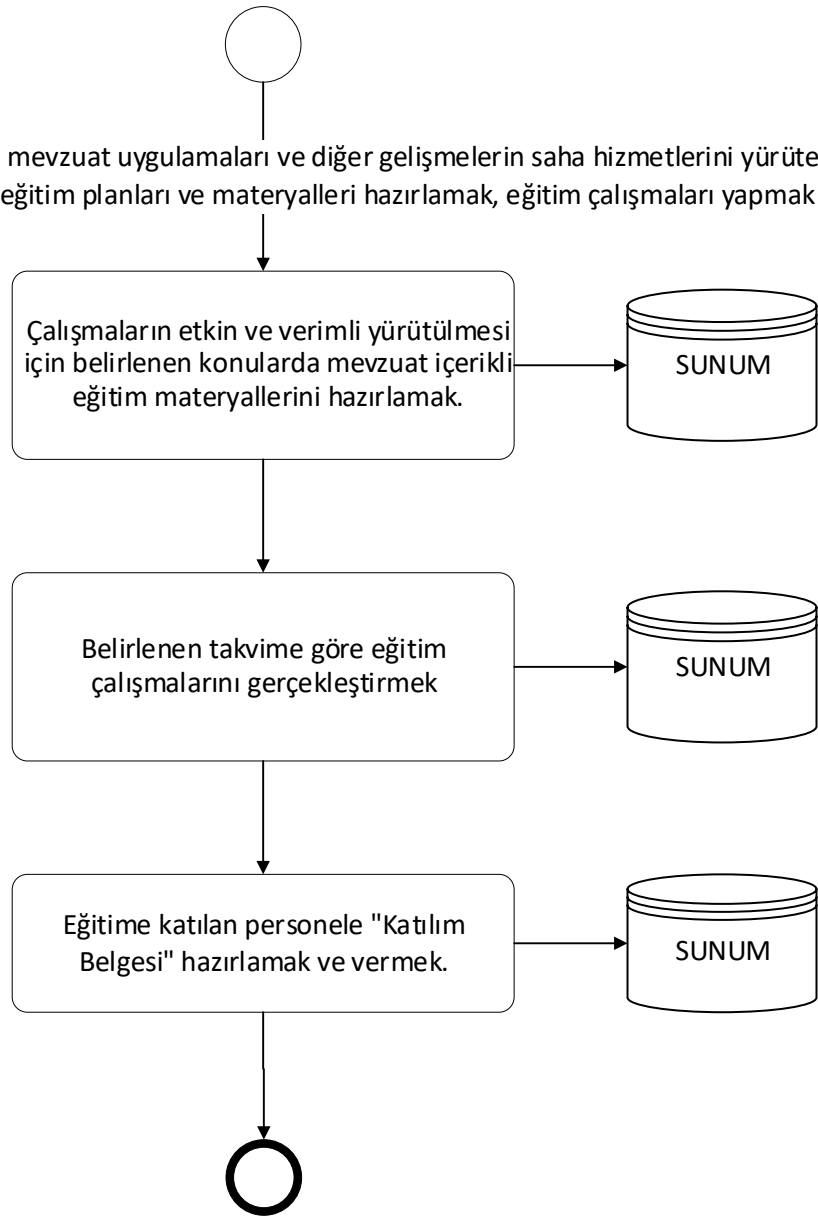 mevzuat uygulamaları ve diğer gelişmelerin saha hizmetlerini yürüte
eğitim planları ve materyalleri hazırlamak, eğitim çalışmaları yapmak
Çalışmaların etkin ve verimli yürütülmesi
için belirlenen konularda mevzuat içerikli
eğitim materyallerini hazırlamak.
SUNUM
Belirlenen takvime göre eğitim
çalışmalarını gerçekleştirmek
SUNUM
Eğitime katılan personele "Katılım
Belgesi" hazırlamak ve vermek.
SUNUM